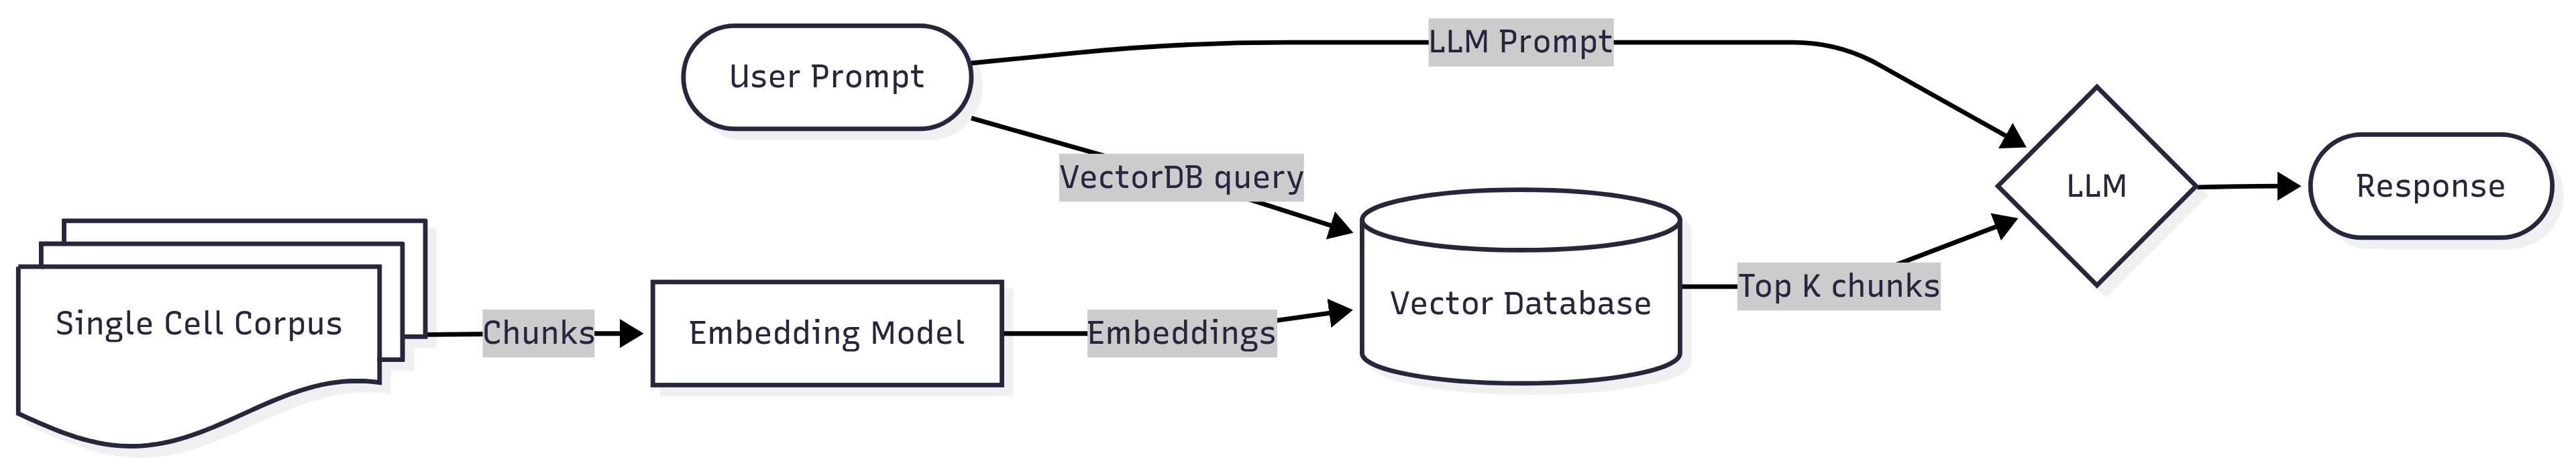 User Prompt
LLM Prompt
VectorDB query
Single Cell Corpus
Chunks
Embedding Model
Embeddings
Vector Database
Top K chunks
LLM
Response